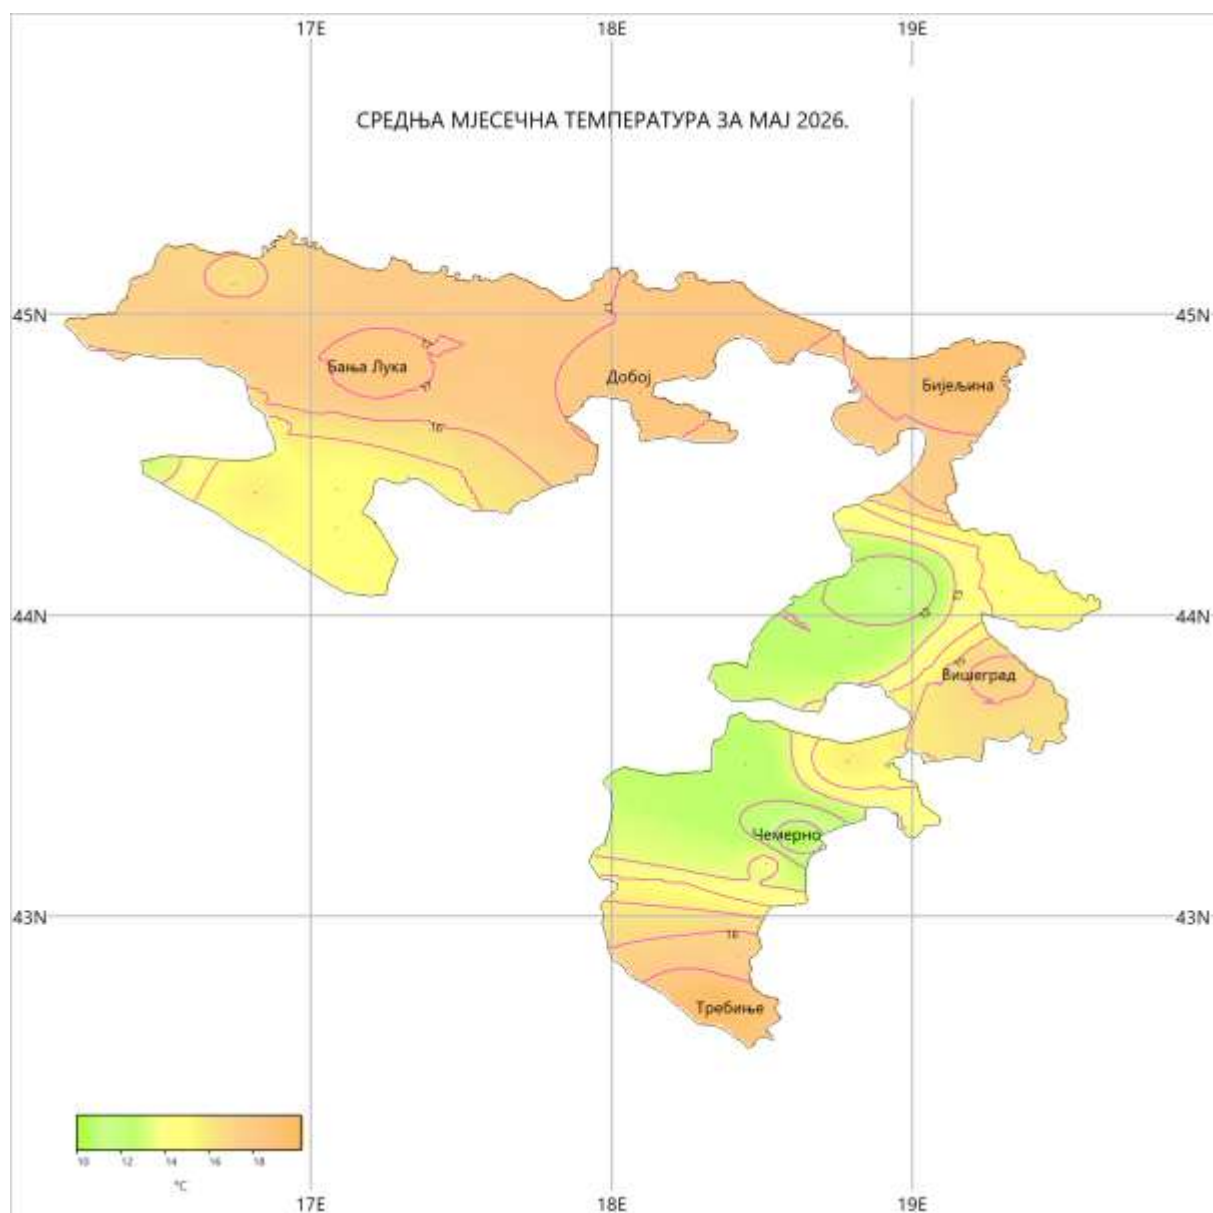 17E 18E 19E
СРЕДЊА МЈЕСЕЧНА ТЕМПЕРАТУРА ЗА МАЈ 2026.
45N 45N
Бања Лука
Добој
Бијељина
16
44N 44N
Вишеград
Чемерно
43N 43N
16
Требиње
10 12 14 16 18
°C
17E 18E 19E